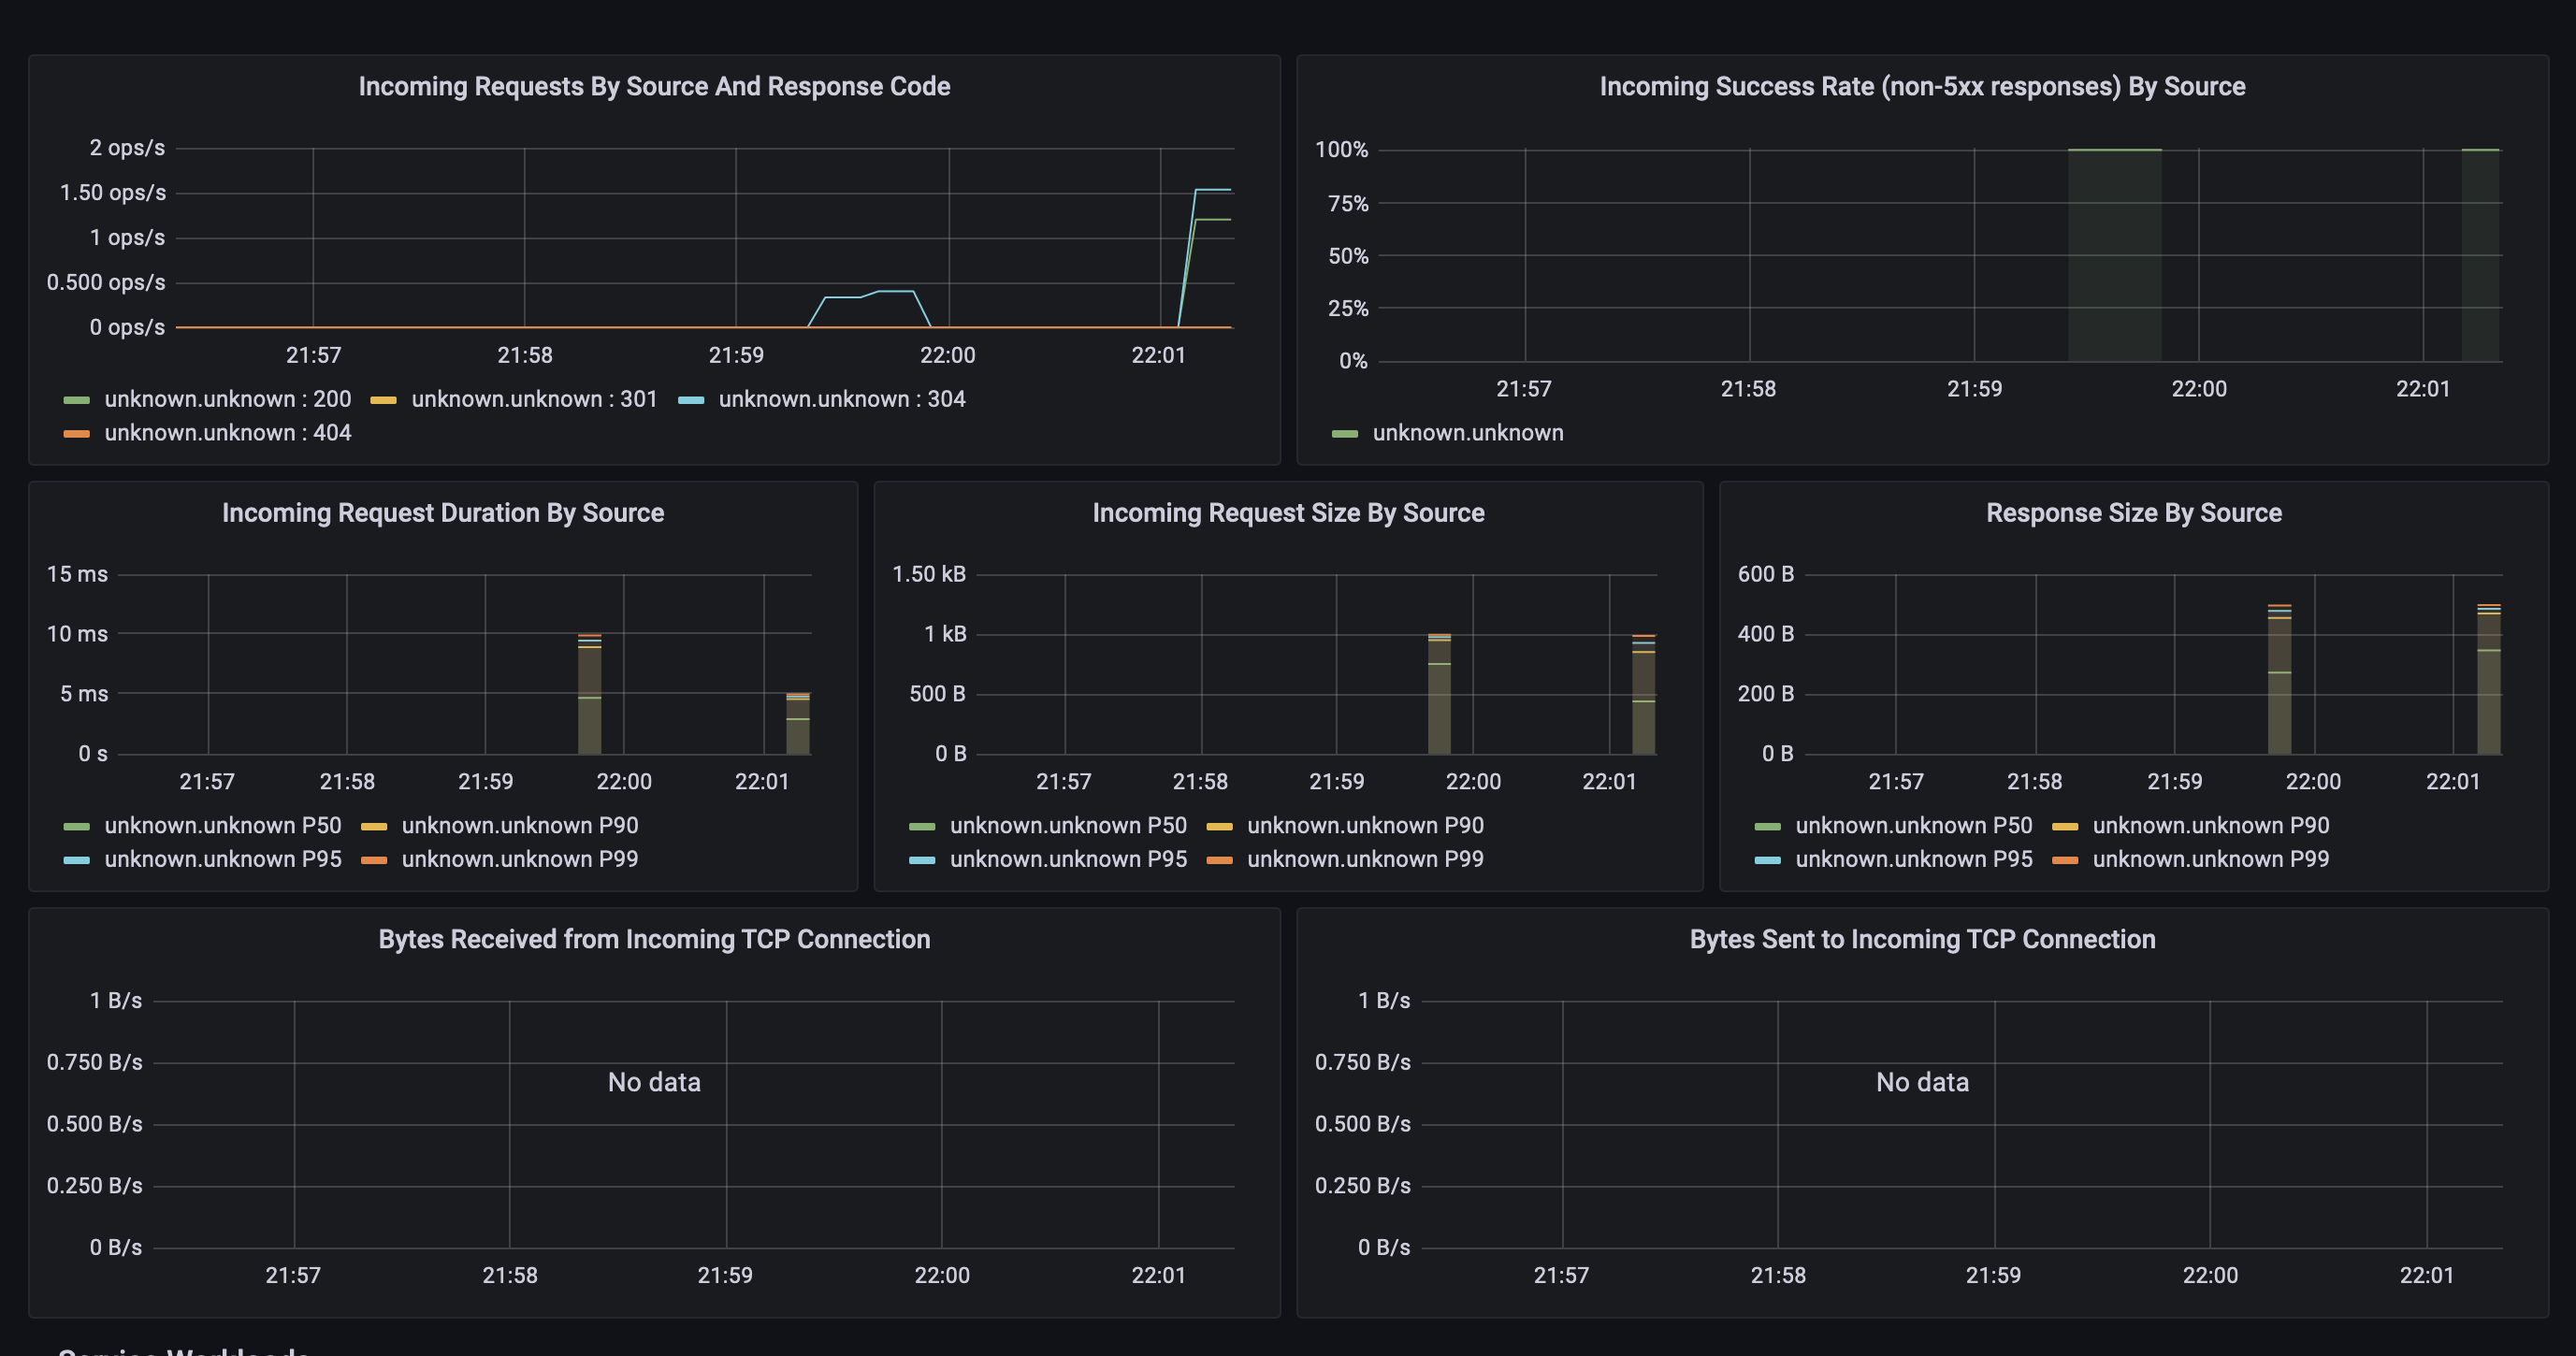 Incoming Requests By Source And Response Code
2 ops/s
1.50 ops/s
1 ops/s
0.500 ops/s
0 ops/s
21:57 21:58 21:59 22:00 22:01
unknown.unknown : 200 unknown.unknown : 301 unknown.unknown : 304
unknown.unknown : 404
Incoming Success Rate (non-5xx responses) By Source
100%
75%
50%
25%
0%
21:57 21:58 21:59 22:00 22:01
unknown.unknown
Incoming Request Duration By Source
15 ms
10 ms
5 ms
0 s
21:57 21:58 21:59 22:00 22:01
unknown.unknown P50 unknown.unknown P90
unknown.unknown P95 unknown.unknown P99
Incoming Request Size By Source
1.50 kB
1 kB
500 B
0 B
21:57 21:58 21:59 22:00 22:01
unknown.unknown P50 unknown.unknown P90
unknown.unknown P95 unknown.unknown P99
Response Size By Source
600 B
400 B
200 B
0 B
21:57 21:58 21:59 22:00 22:01
unknown.unknown P50 unknown.unknown P90
unknown.unknown P95 unknown.unknown P99
Bytes Received from Incoming TCP Connection
1 B/s
0.750 B/s
No data
0.500 B/s
0.250 B/s
0 B/s
21:57 21:58 21:59 22:00 22:01
Bytes Sent to Incoming TCP Connection
1 B/s
0.750 B/s
No data
0.500 B/s
0.250 B/s
0 B/s
21:57 21:58 21:59 22:00 22:01
Service Workloads